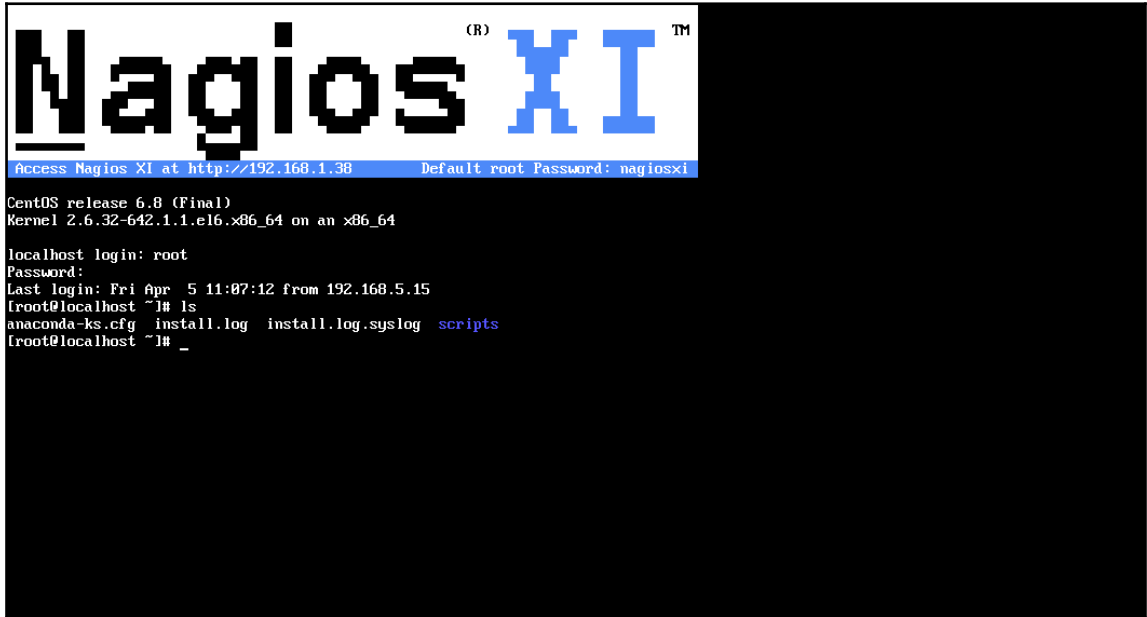 Nagios(R) XI™
Access Nagios XI at http://192.168.1.38 Default root Password: nagiosxi
CentOS release 6.8 (Final)
Kernel 2.6.32-642.1.1.el6.x86_64 on an x86_64
localhost login: root
Password:
Last login: Fri Apr  5 11:07:12 from 192.168.5.15
[root@localhost ~]# ls
anaconda-ks.cfg  install.log  install.log.syslog  scripts
[root@localhost ~]# _